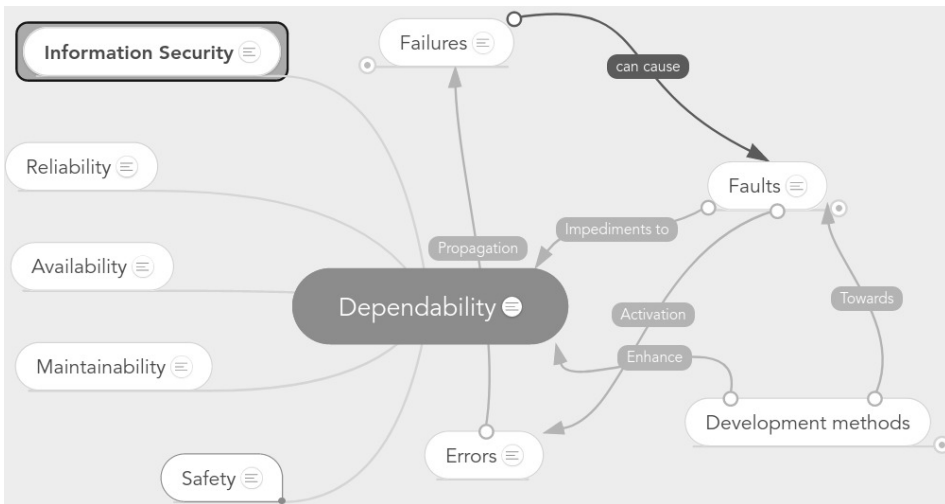 Information Security
Failures
can cause
Reliability
Faults
Impediments to
Propagation
Availability
Dependability
Towards
Activation
Enhance
Maintainability
Development methods
Errors
Safety